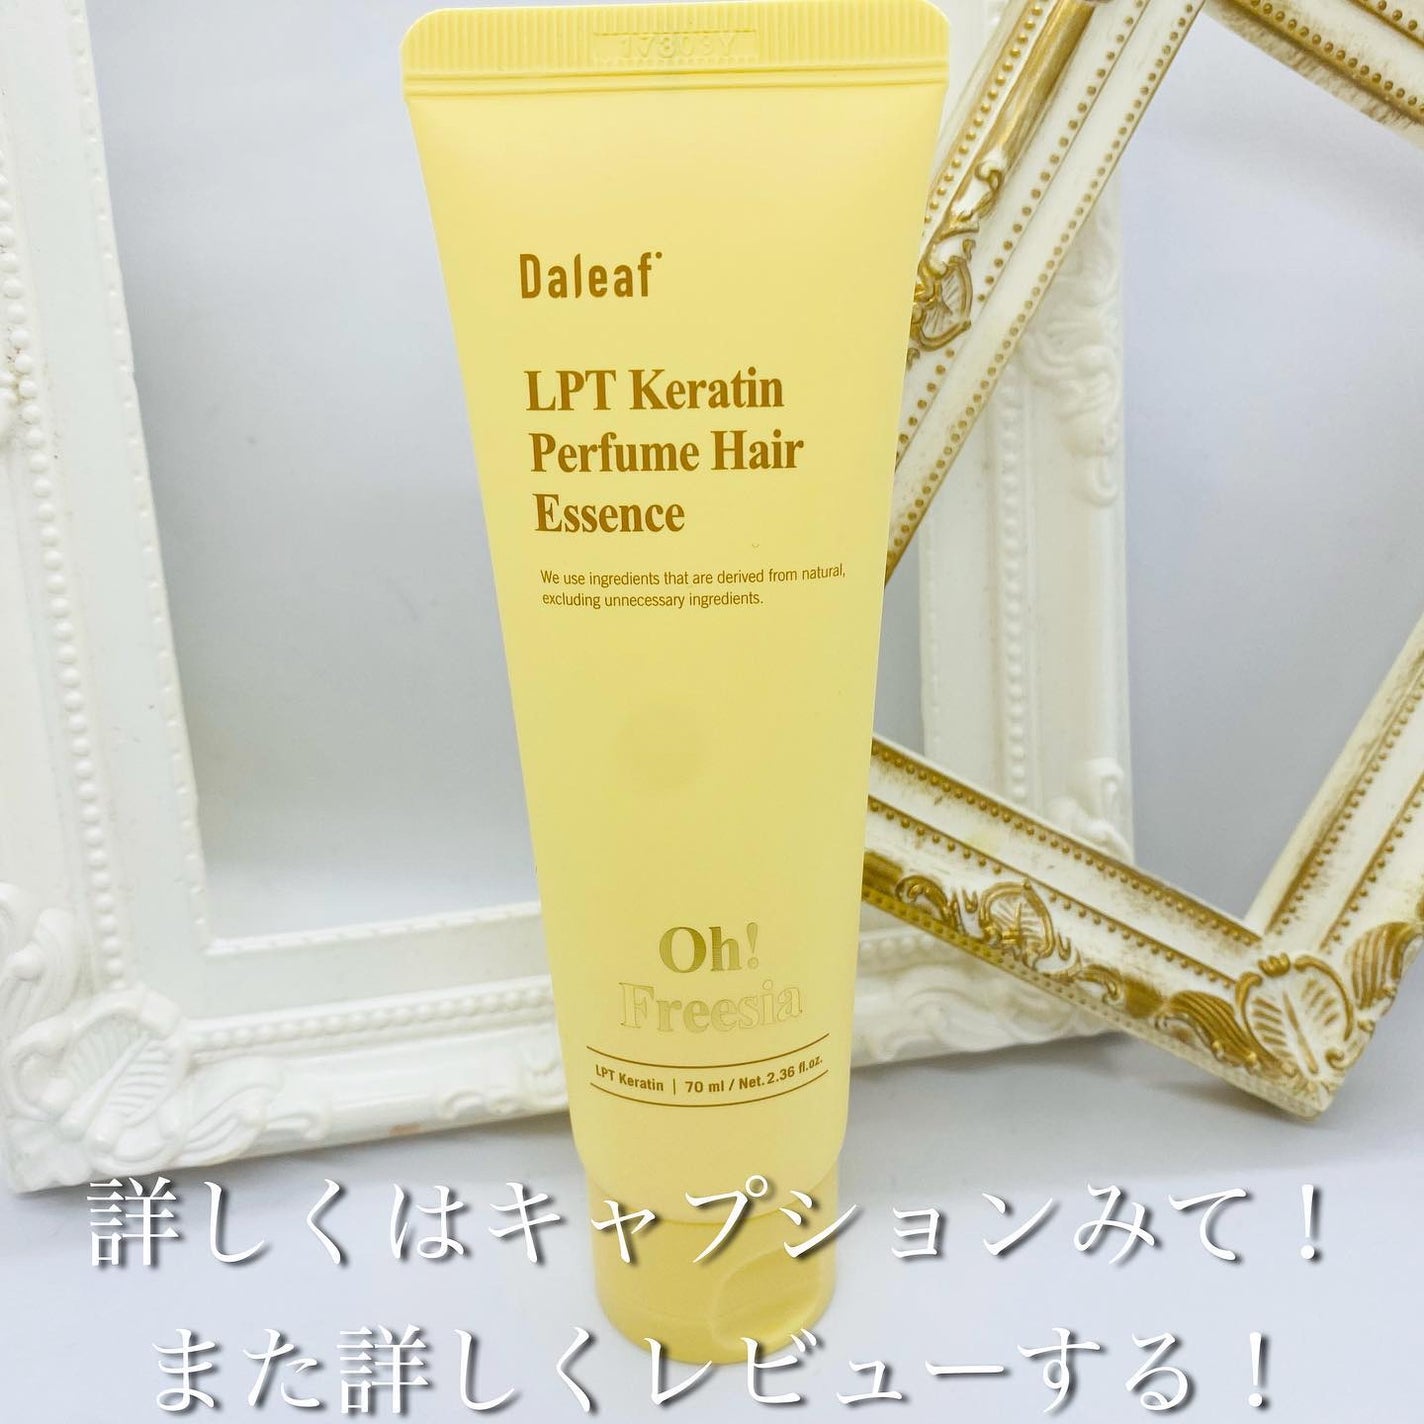 Daleaf
LPT Keratin
Perfume Hair
Essence
We use ingredients that are derived from natural,
excluding unnecessary ingredients.
Oh!
Freesia
LPT Keratin | 70 ml / Net. 2.36 fl.oz.
詳しくはキャプションみて！
また詳しくレビューする！